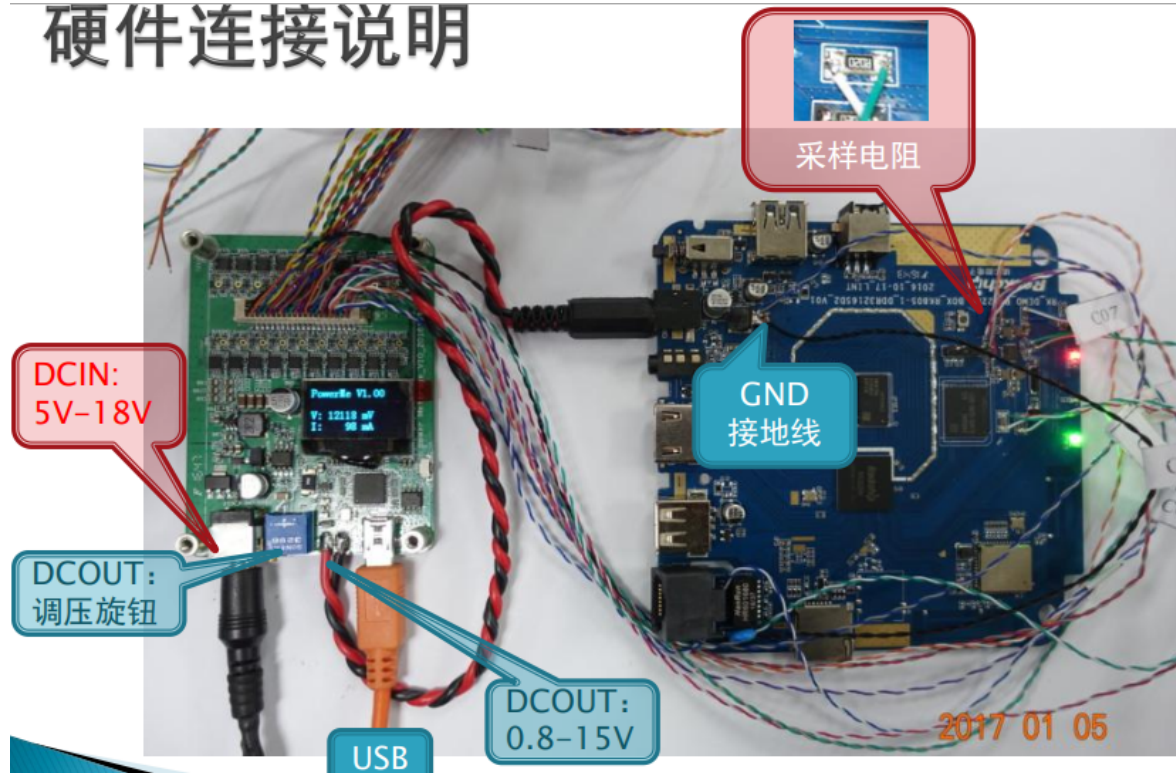 硬件连接说明
R020
采样电阻
DCIN:
5V-18V
PowerMe V1.00
V: 12118 mV
I: 98 mA
GND
接地线
C07
DCOUT:
调压旋钮
DCOUT:
0.8-15V
USB
2017 01 05